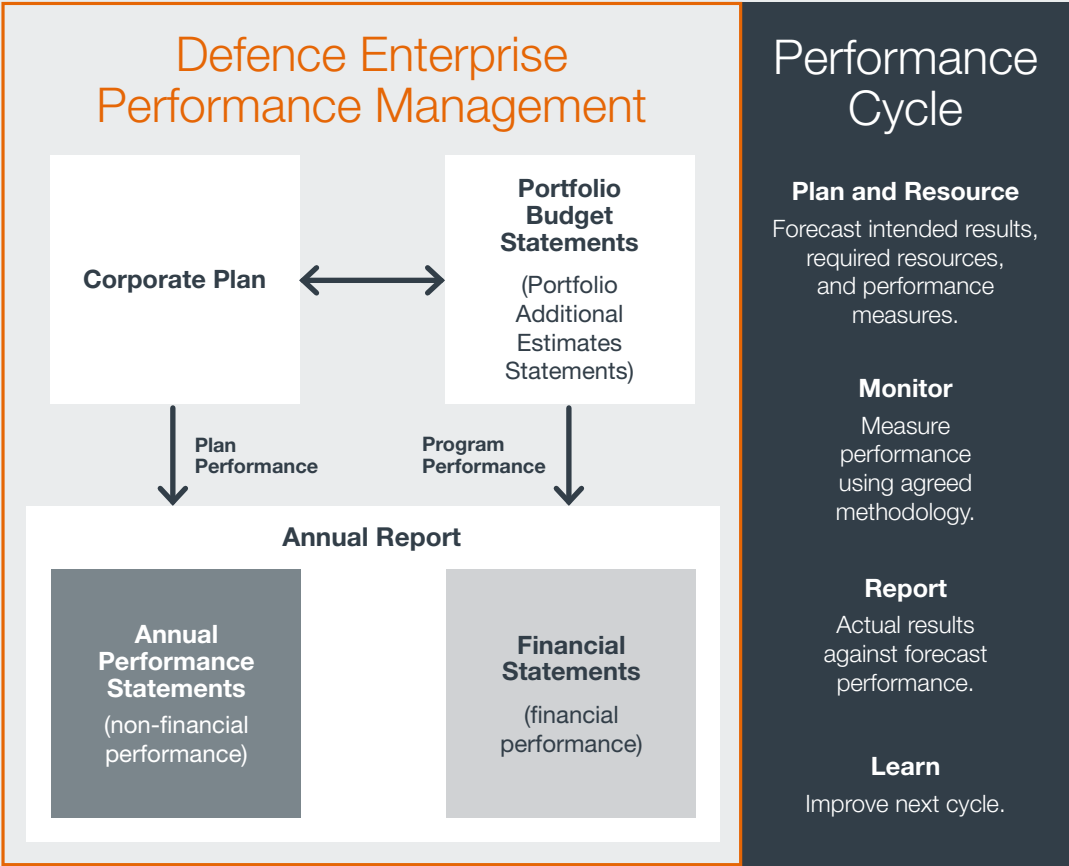 Defence Enterprise
Performance Management
Corporate Plan
Portfolio
Budget
Statements
(Portfolio
Additional
Estimates
Statements)
Plan
Performance
Program
Performance
Annual Report
Annual
Performance
Statements
(non-financial
performance)
Financial
Statements
(financial
performance)
Performance
Cycle
Plan and Resource
Forecast intended results,
required resources,
and performance
measures.
Monitor
Measure
performance
using agreed
methodology.
Report
Actual results
against forecast
performance.
Learn
Improve next cycle.